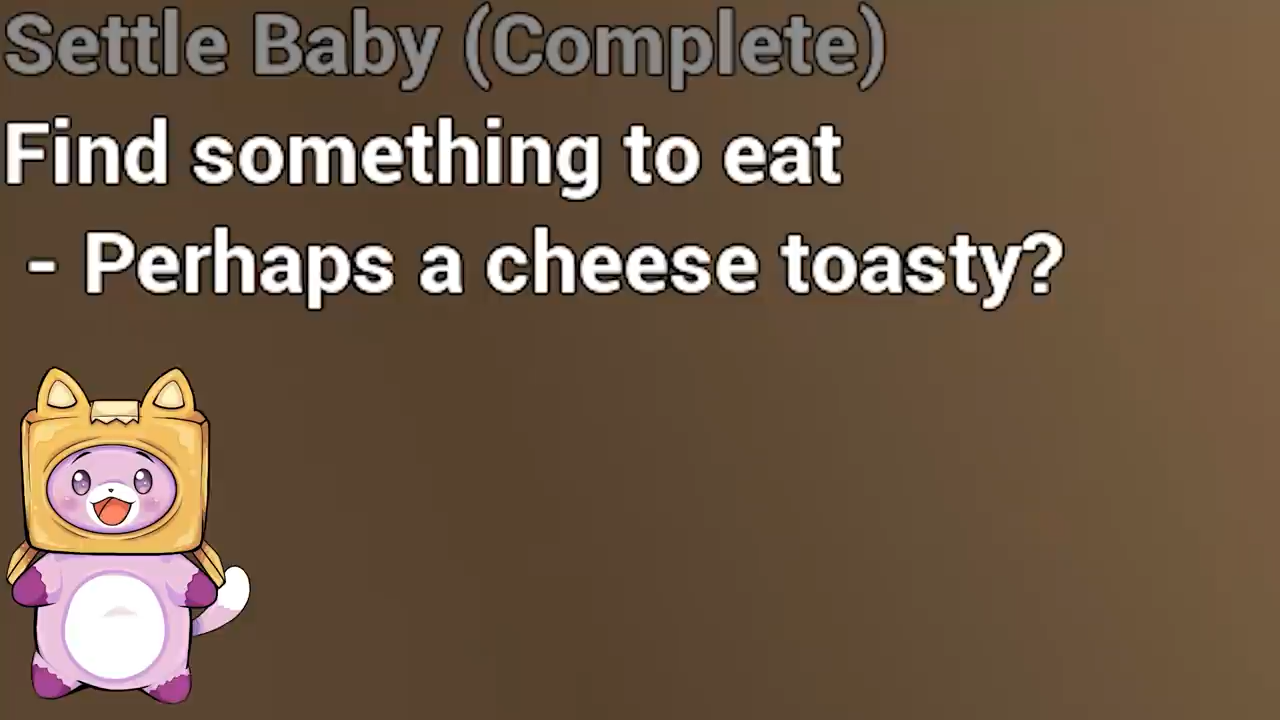 Settle Baby (Complete)
Find something to eat
- Perhaps a cheese toasty?